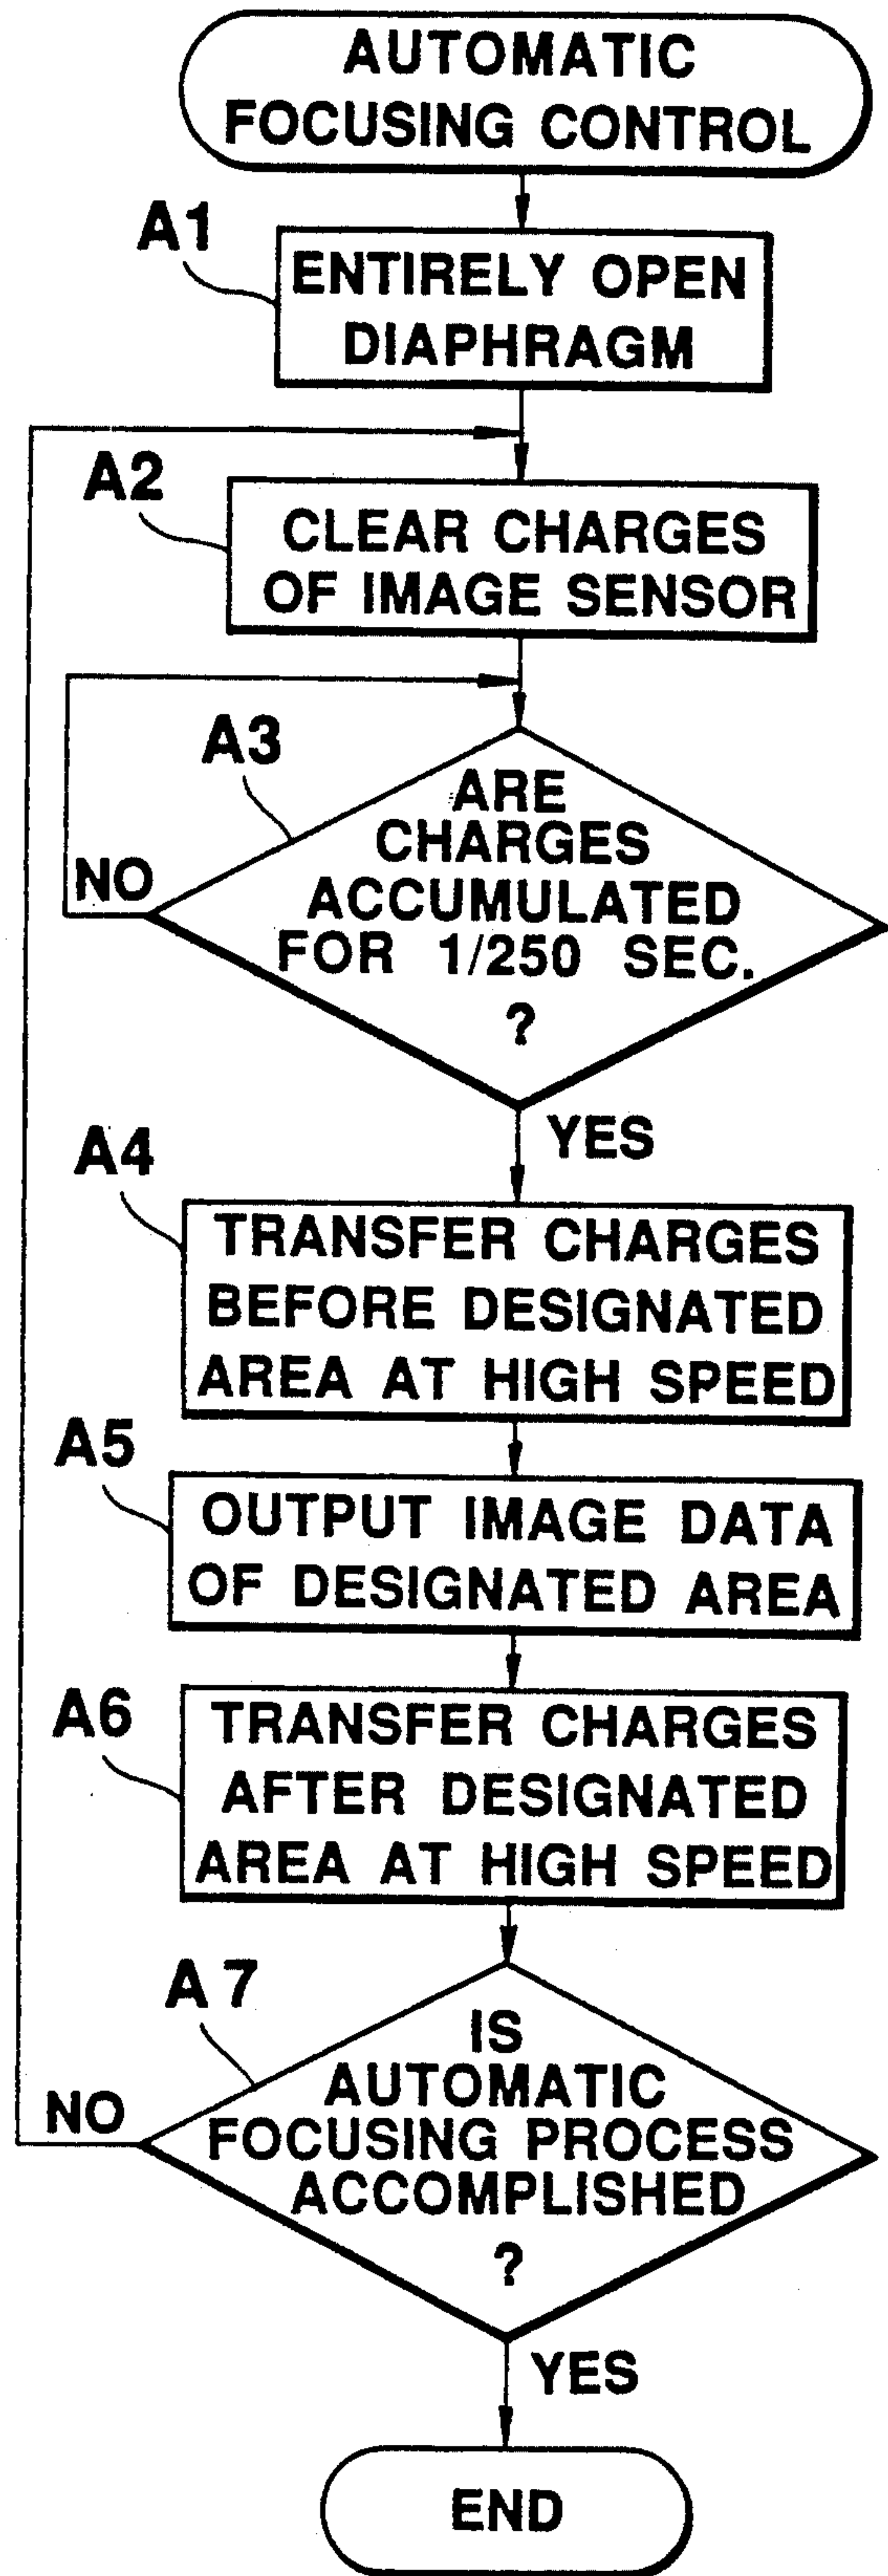 AUTOMATIC
FOCUSING CONTROL
A1
ENTIRELY OPEN
DIAPHRAGM
A2
CLEAR CHARGES
OF IMAGE SENSOR
A3
ARE
CHARGES
ACCUMULATED
FOR 1/250 SEC.
?
NO
YES
A4
TRANSFER CHARGES
BEFORE DESIGNATED
AREA AT HIGH SPEED
A5
OUTPUT IMAGE DATA
OF DESIGNATED AREA
A6
TRANSFER CHARGES
AFTER DESIGNATED
AREA AT HIGH SPEED
A7
IS
AUTOMATIC
FOCUSING PROCESS
ACCOMPLISHED
?
NO
YES
END